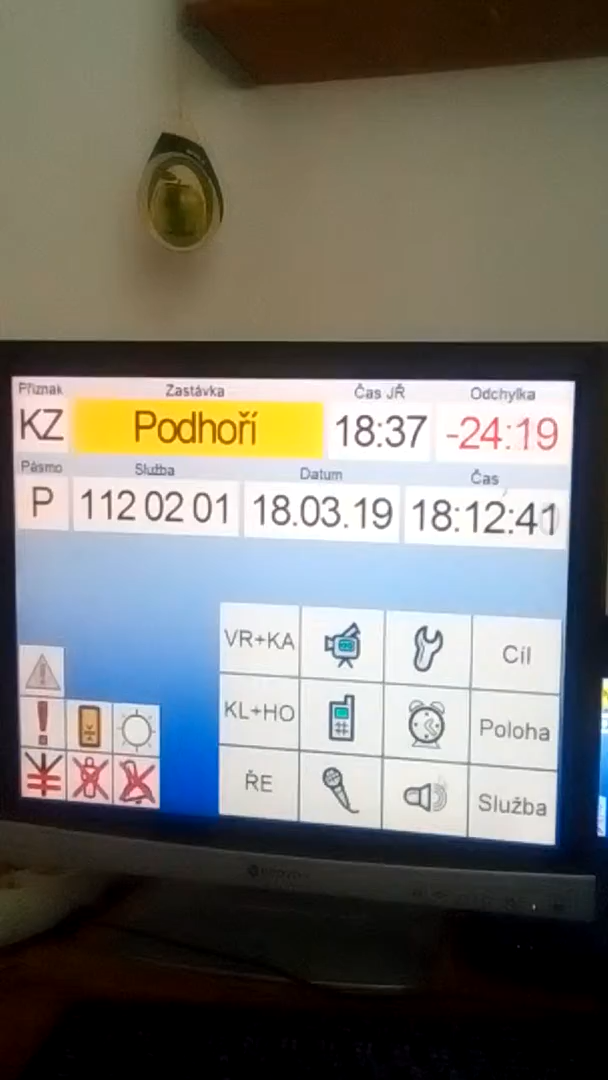 Příznak Zastávka Čas JŘ Odchylka
KZ Podhoří 18:37 -24:19
Pásmo Služba Datum Čas
P 112 02 01 18.03.19 18:12:41
VR+KA Cíl
KL+HO Poloha
ŘE Služba